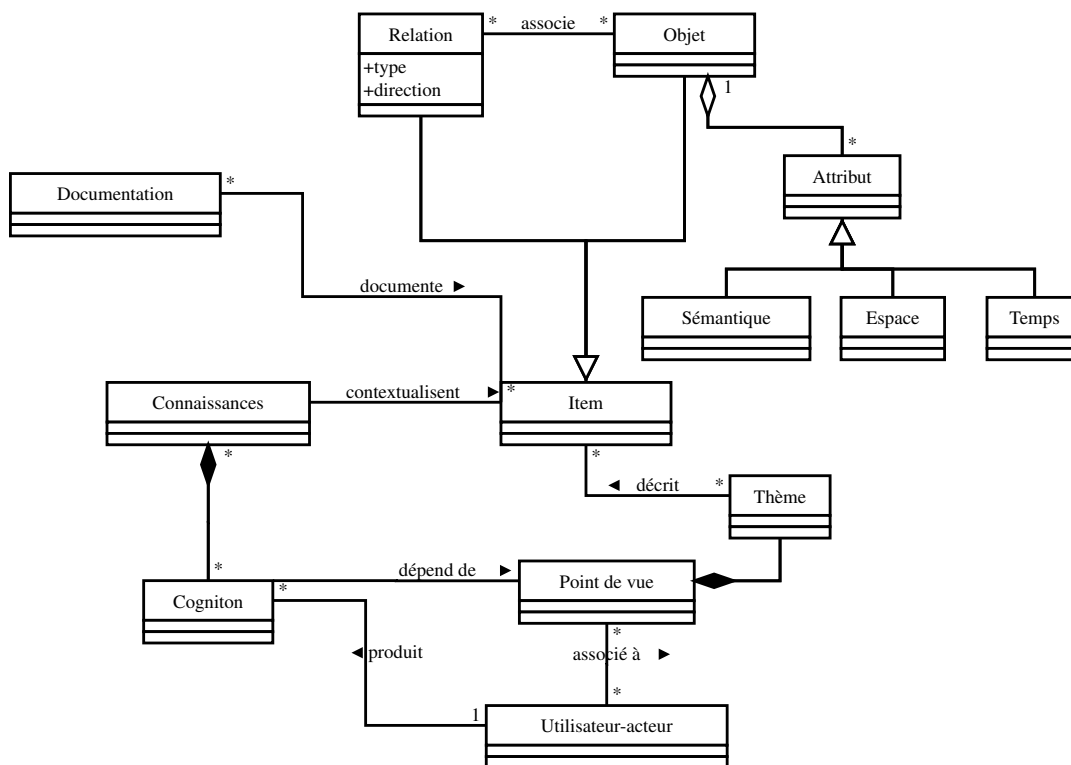 Relation
+type
+direction
* associe *
Objet
1
*
Attribut
Documentation
*
documente ►
Sémantique
Espace
Temps
Connaissances
*
contextualisent ►
*
Item
*
◄ décrit *
Thème
*
dépend de ►
Point de vue
Cogniton
*
*
◄ produit
associé à ►
*
1
Utilisateur-acteur